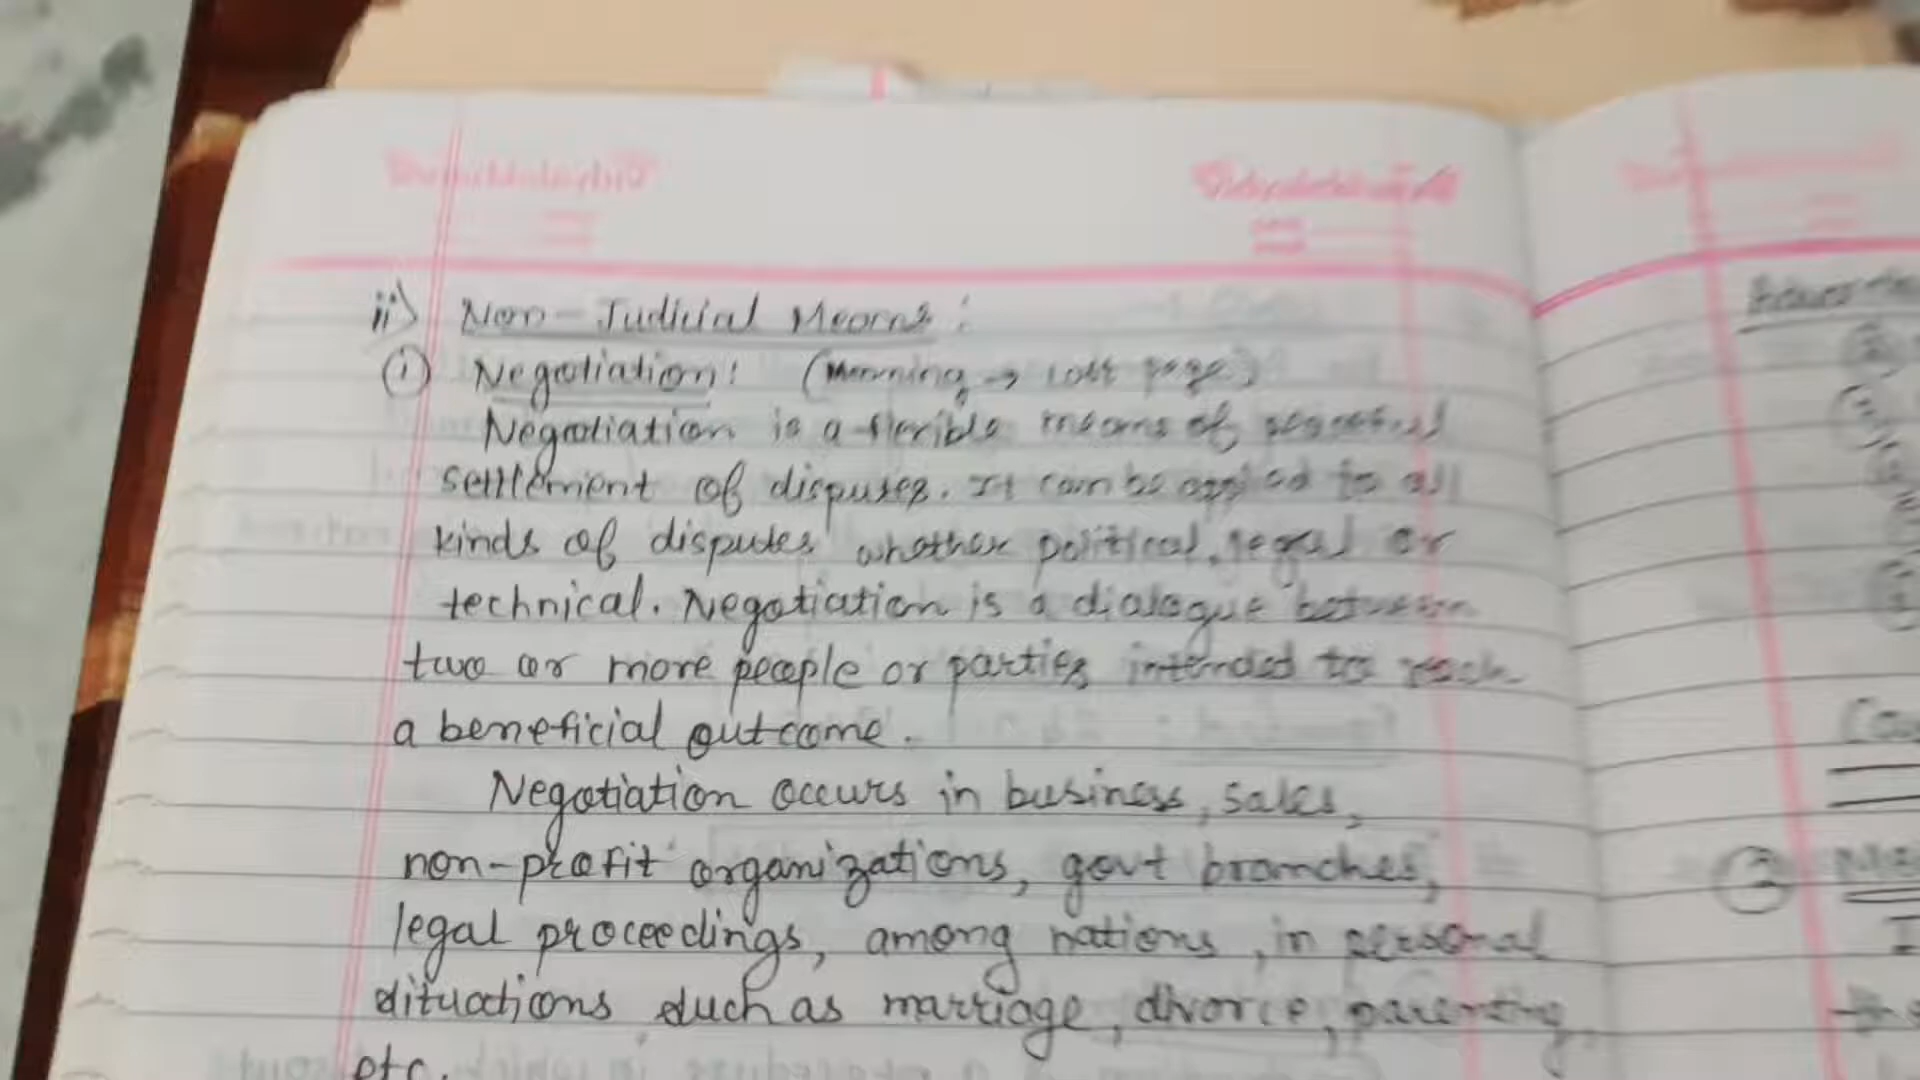 ii) Non-Judicial Means:
① Negotiation: (Meaning → last page)
Negotiation is a flexible means of peaceful
settlement of disputes. It can be applied to all
kinds of disputes whether political, legal or
technical. Negotiation is a dialogue between
two or more people or parties intended to reach
a beneficial outcome.
Negotiation occurs in business, sales,
non-profit organizations, govt branches,
legal proceedings, among nations, in personal
situations such as marriage, divorce, parenting,
etc.